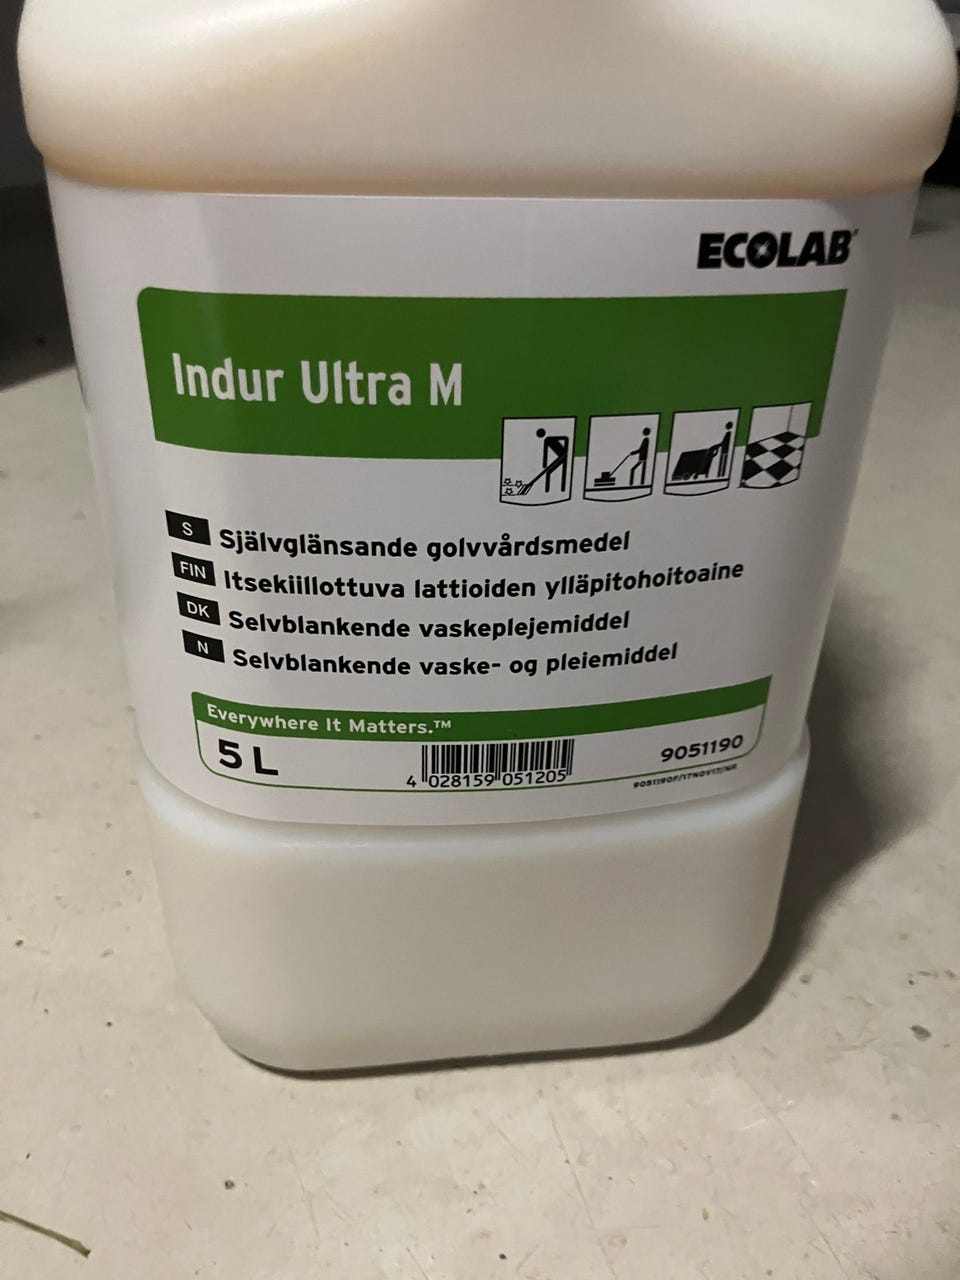 ECOLAB
Indur Ultra M
S Självglänsande golvvårdsmedel
FIN Itsekiillottuva lattioiden ylläpitohoitoaine
DK Selvblankende vaskeplejemiddel
N Selvblankende vaske- og pleiemiddel
Everywhere It Matters.™
5 L
4 028159 051205
9051190